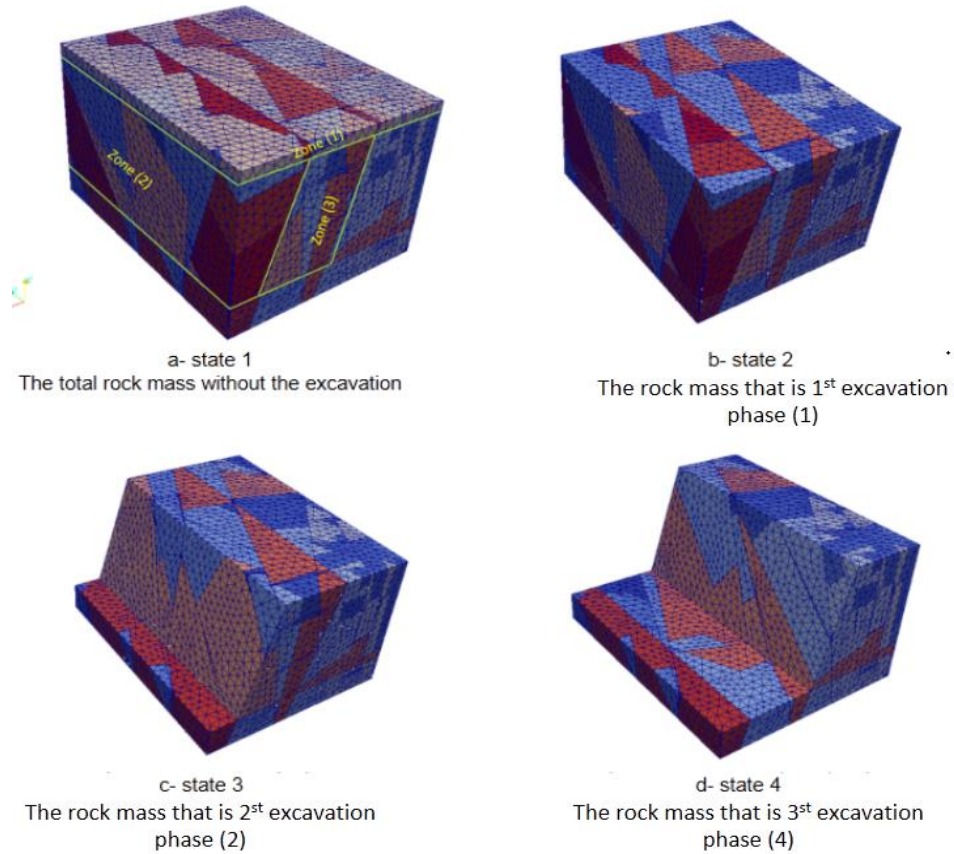 Zone (1)
Zone (2)
Zone (3)
a- state 1
The total rock mass without the excavation
b- state 2
The rock mass that is 1st excavation
phase (1)
c- state 3
The rock mass that is 2st excavation
phase (2)
d- state 4
The rock mass that is 3st excavation
phase (4)